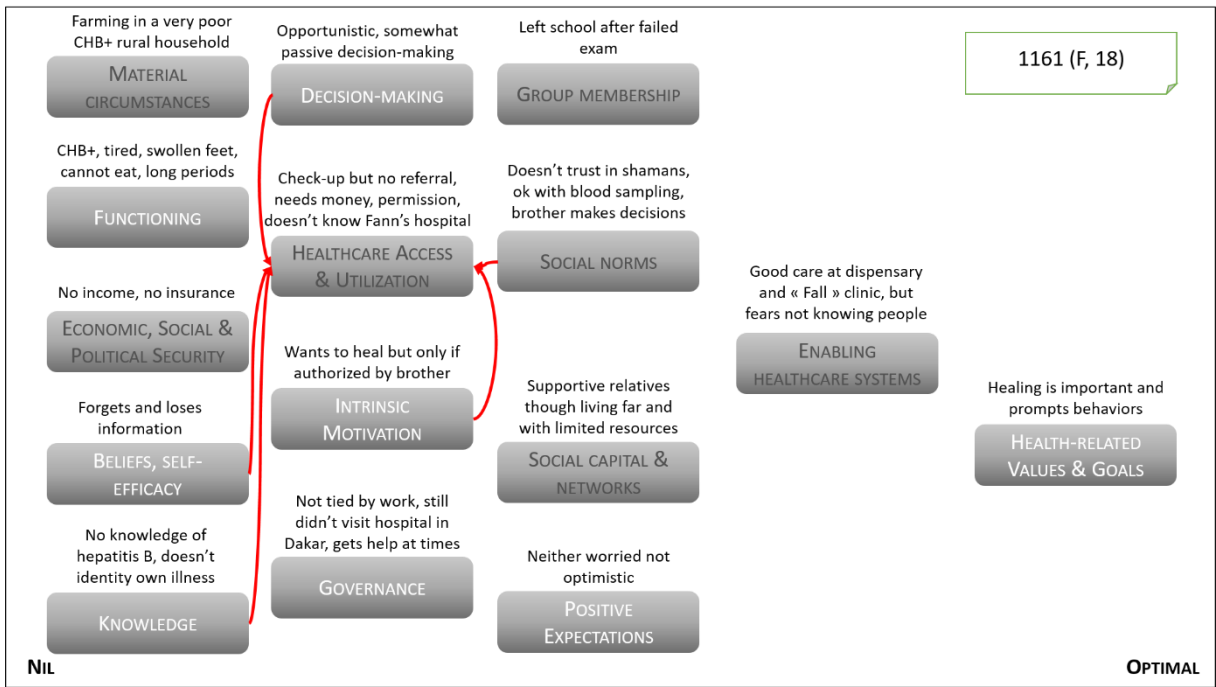 Farming in a very poor
CHB+ rural household
MATERIAL
CIRCUMSTANCES
CHB+, tired, swollen feet,
cannot eat, long periods
FUNCTIONING
No income, no insurance
ECONOMIC, SOCIAL &
POLITICAL SECURITY
Forgets and loses
information
BELIEFS, SELF-
EFFICACY
No knowledge of
hepatitis B, doesn't
identity own illness
KNOWLEDGE
NIL
Opportunistic, somewhat
passive decision-making
DECISION-MAKING
Check-up but no referral,
needs money, permission,
doesn't know Fann's hospital
HEALTHCARE ACCESS
& UTILIZATION
Wants to heal but only if
authorized by brother
INTRINSIC
MOTIVATION
Not tied by work, still
didn't visit hospital in
Dakar, gets help at times
GOVERNANCE
Left school after failed
exam
GROUP MEMBERSHIP
Doesn't trust in shamans,
ok with blood sampling,
brother makes decisions
SOCIAL NORMS
Supportive relatives
though living far and
with limited resources
SOCIAL CAPITAL &
NETWORKS
Neither worried not
optimistic
POSITIVE
EXPECTATIONS
Good care at dispensary
and « Fall » clinic, but
fears not knowing people
ENABLING
HEALTHCARE SYSTEMS
1161 (F, 18)
Healing is important and
prompts behaviors
HEALTH-RELATED
VALUES & GOALS
OPTIMAL